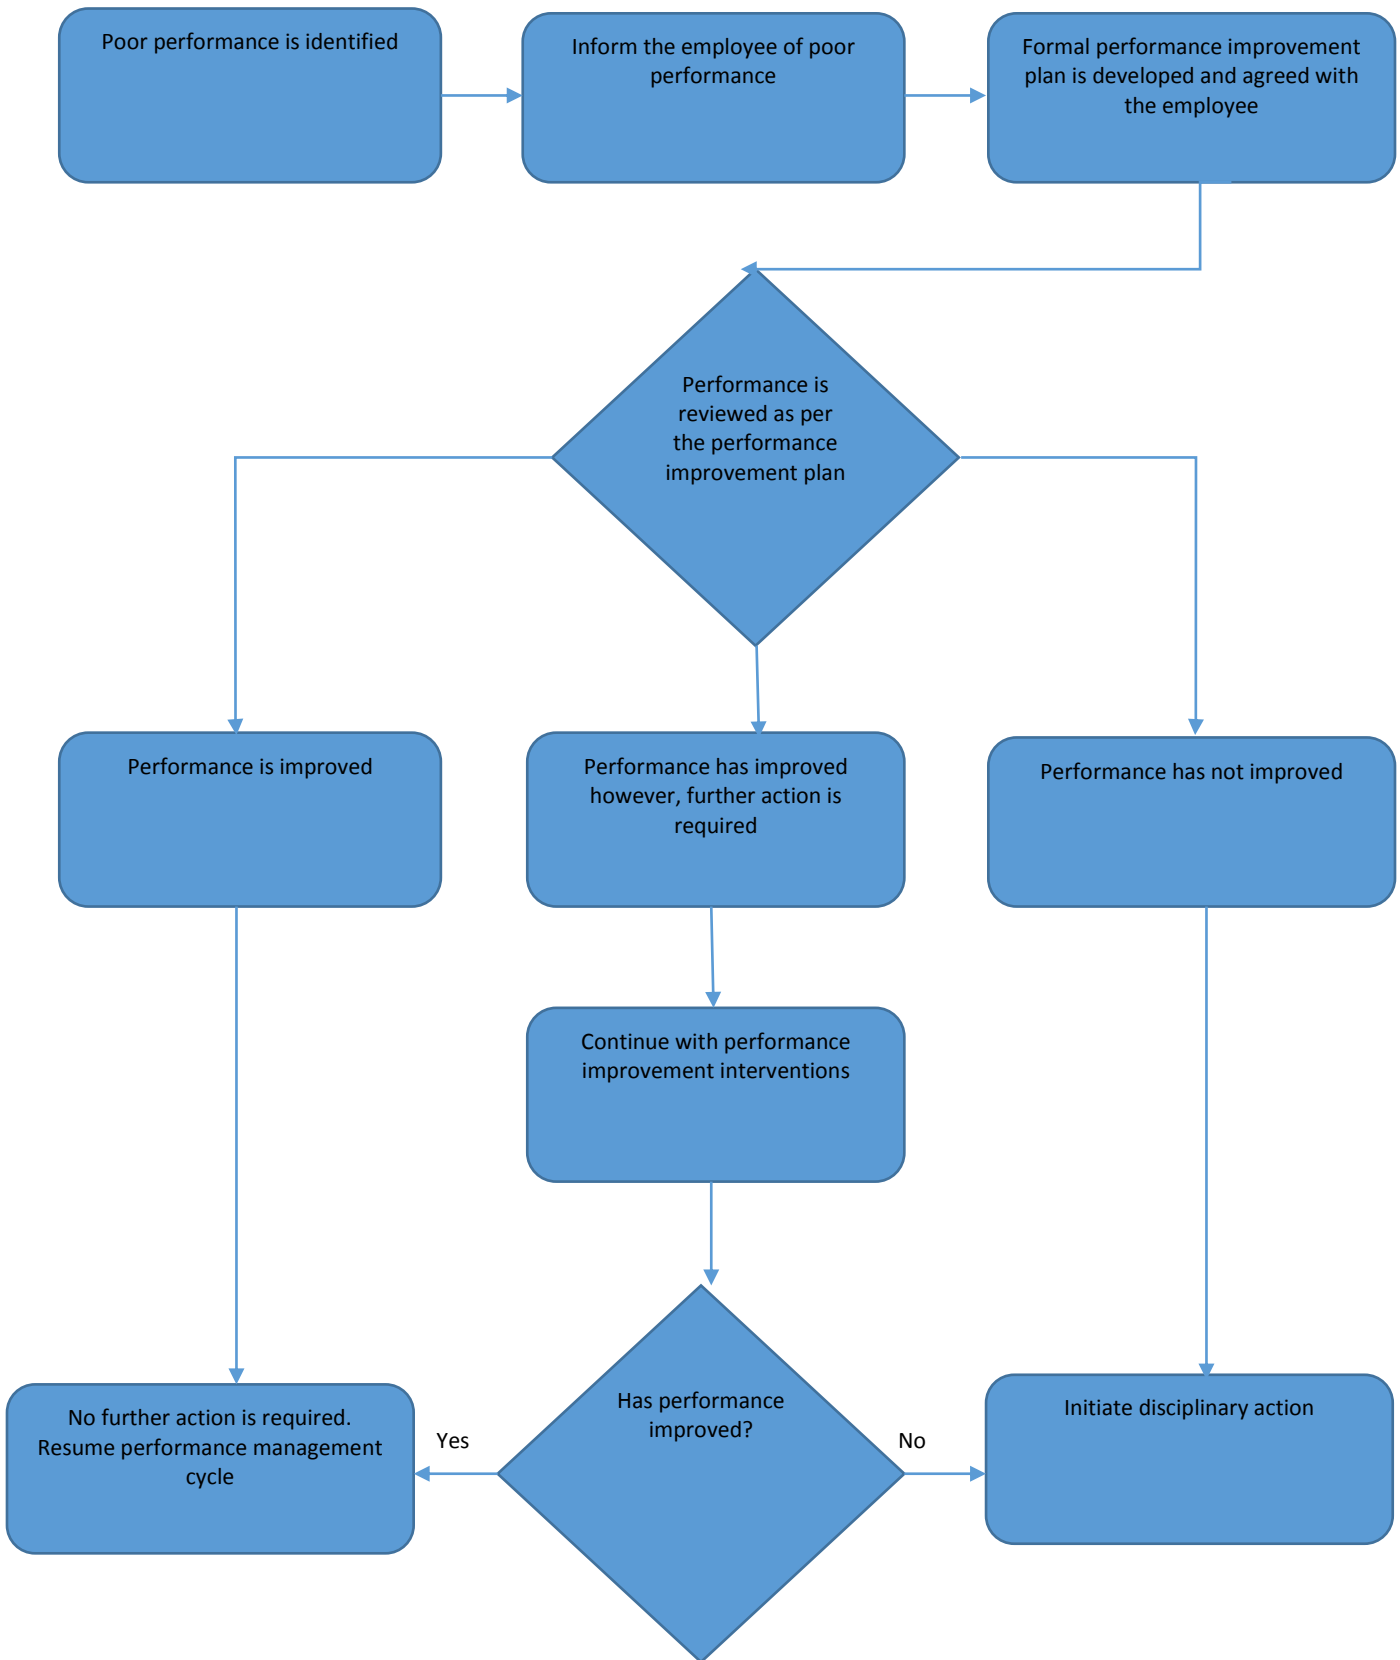 Poor performance is identified
Inform the employee of poor
performance
Formal performance improvement
plan is developed and agreed with
the employee
Performance is
reviewed as per
the performance
improvement plan
Performance is improved
Performance has improved
however, further action is
required
Performance has not improved
Continue with performance
improvement interventions
No further action is required.
Resume performance management
cycle
Yes
Has performance
improved?
No
Initiate disciplinary action